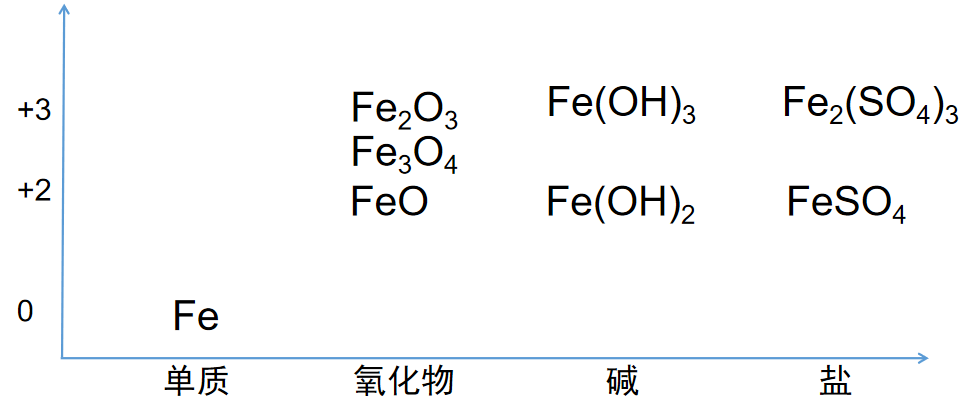 +3 Fe₂O₃ Fe(OH)₃ Fe₂(SO₄)₃
Fe₃O₄
+2 FeO Fe(OH)₂ FeSO₄
0 Fe
单质 氧化物 碱 盐